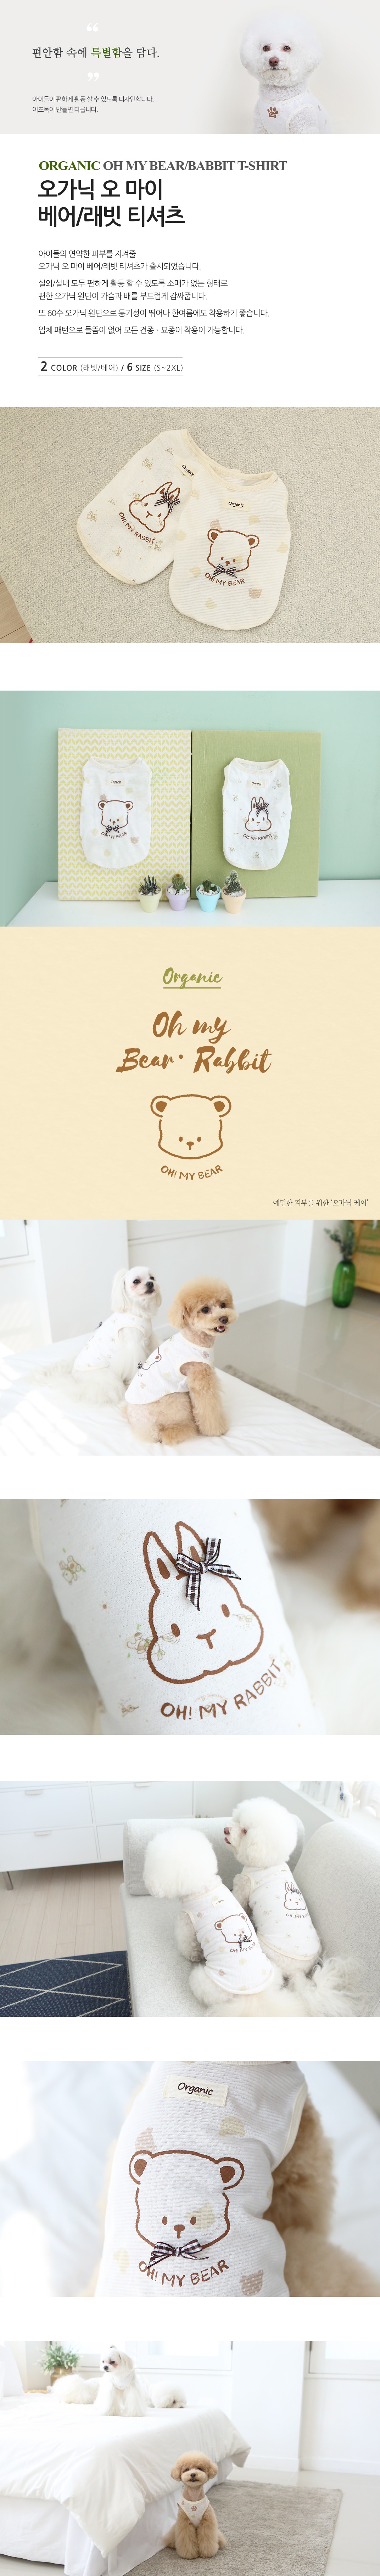 편안함 속에 특별함을 담다.
아이들이 편하게 활동 할 수 있도록 디자인합니다.
이츠독이 만들면 다릅니다.
ORGANIC OH MY BEAR/BABBIT T-SHIRT
오가닉 오 마이
베어/래빗 티셔츠
아이들의 연약한 피부를 지켜줄
오가닉 오 마이 베어/래빗 티셔츠가 출시되었습니다.
실외/실내 모두 편하게 활동 할 수 있도록 소매가 없는 형태로
편한 오가닉 원단이 가슴과 배를 부드럽게 감싸줍니다.
또 60수 오가닉 원단으로 통기성이 뛰어나 한여름에도 착용하기 좋습니다.
입체 패턴으로 들뜸이 없어 모든 견종 · 묘종이 착용이 가능합니다.
2 COLOR (래빗/베어) / 6 SIZE (S~2XL)
Organic
OH! MY RABBIT
Organic
OH! MY BEAR
Organic
OH! MY BEAR
Organic
OH! MY RABBIT
Organic
Oh my
Bear · Rabbit
OH! MY BEAR
예민한 피부를 위한 '오가닉 베어'
OH! MY RABBIT
OH! MY BEAR
Organic
OH! MY BEAR